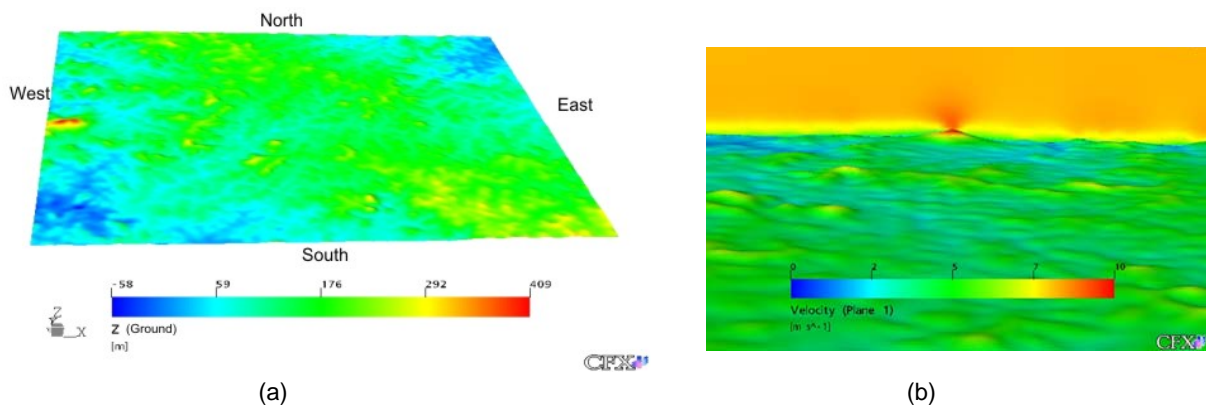 North
West
East
South
-58 59 176 292 409
Z (Ground)
[m]
Z
X
CFX
(a)
0 2 5 7 10
Velocity (Plane 1)
[m s^-1]
CFX
(b)